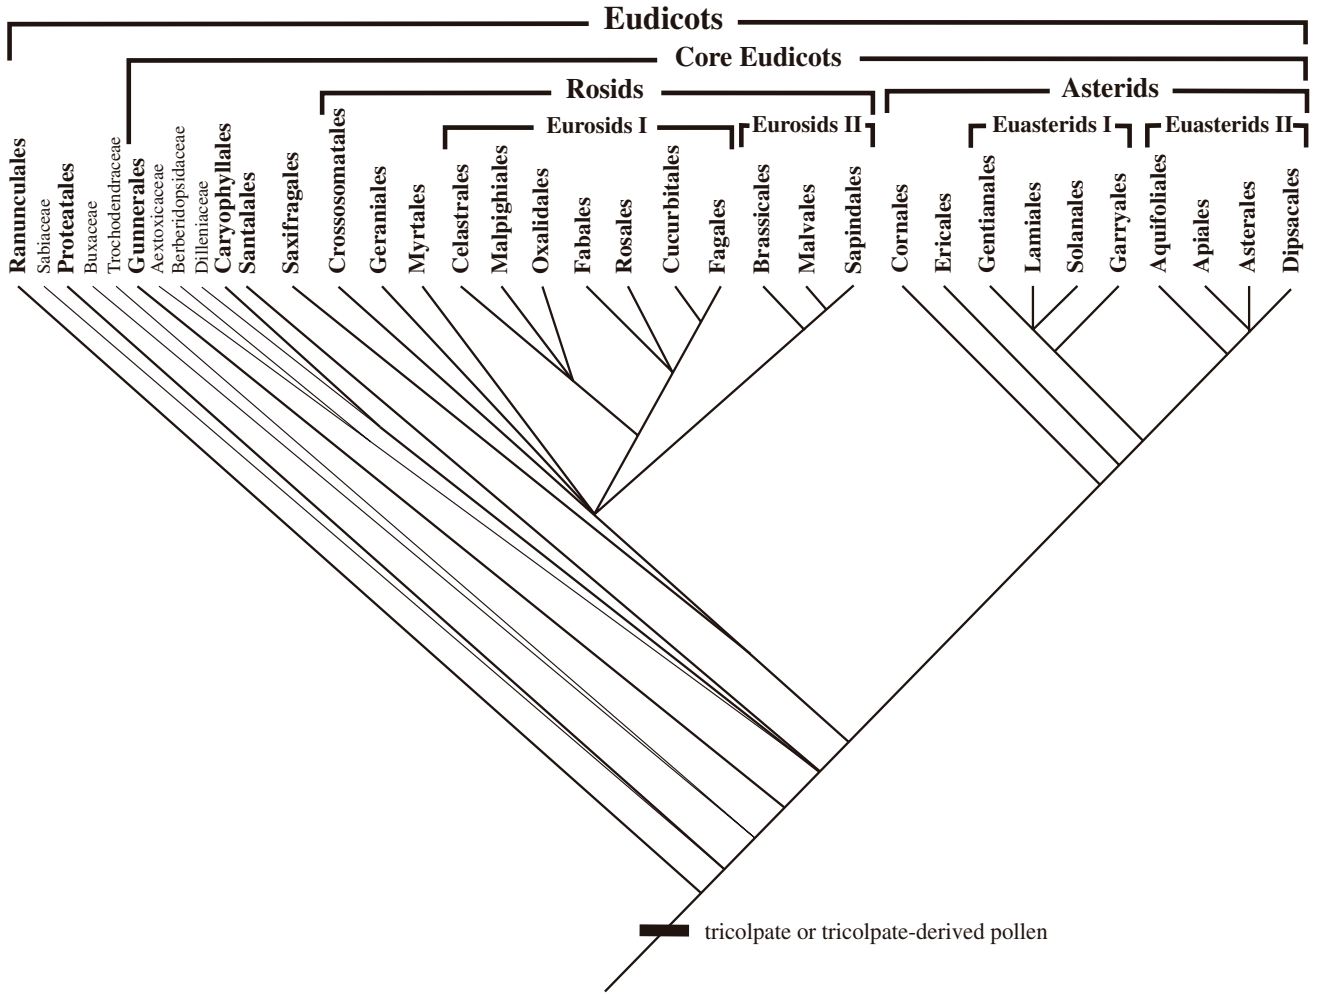 Eudicots
Core Eudicots
Rosids
Asterids
Eurosids I
Eurosids II
Euasterids I
Euasterids II
Ranunculales
Sabiaceae
Proteatales
Buxaceae
Trochodendraceae
Gunnerales
Aextoxicaceae
Berberidopsidaceae
Dilleniaceae
Caryophyllales
Santalales
Saxifragales
Crossosomatales
Geraniales
Myrtales
Celastrales
Malpighiales
Oxalidales
Fabales
Rosales
Cucurbitales
Fagales
Brassicales
Malvales
Sapindales
Cornales
Ericales
Gentianales
Lamiales
Solanales
Garryales
Aquifoliales
Apiales
Asterales
Dipsacales
tricolpate or tricolpate-derived pollen